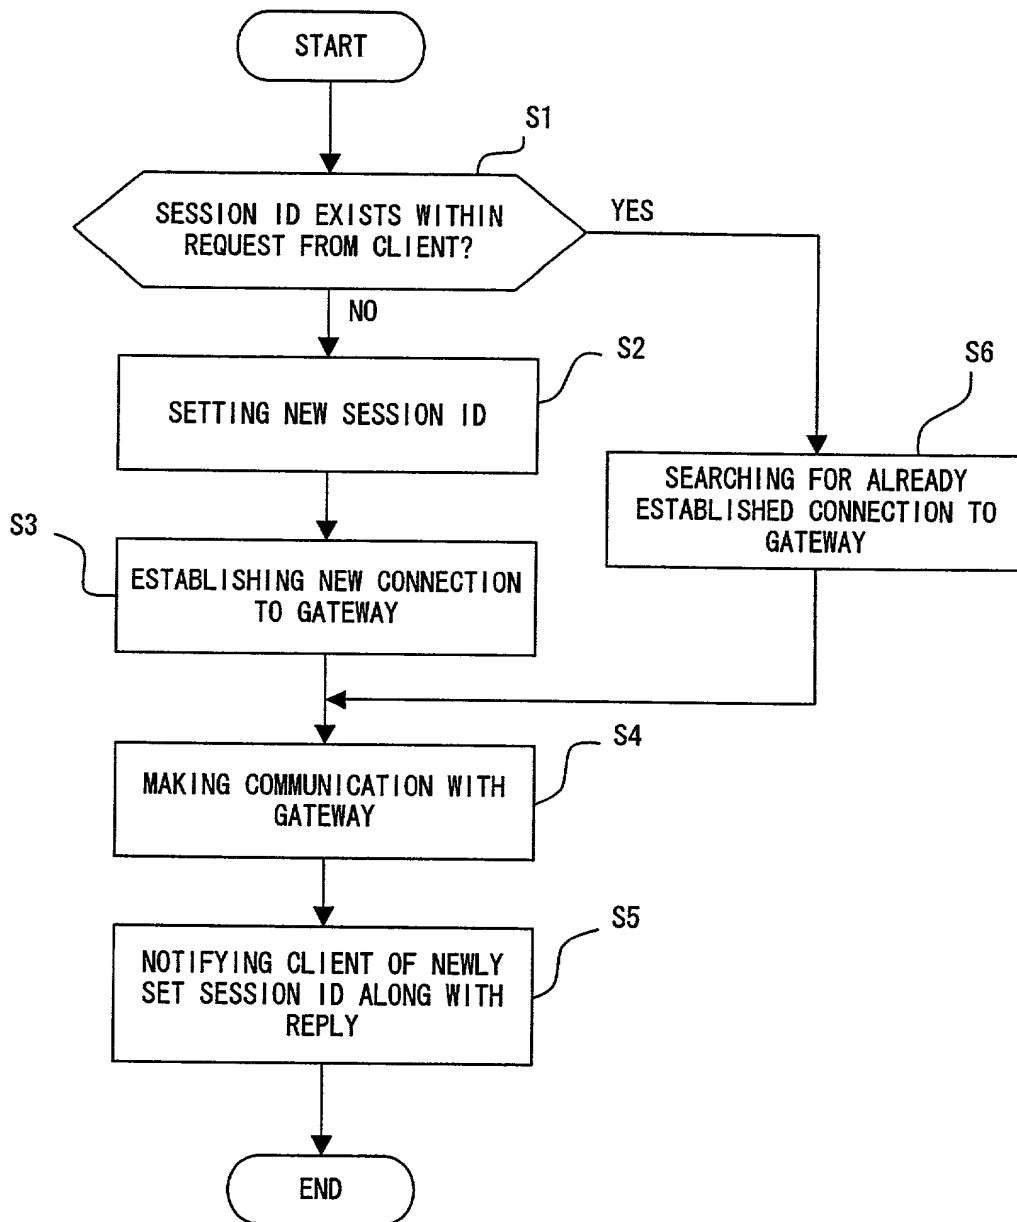 START
S1
SESSION ID EXISTS WITHIN
REQUEST FROM CLIENT?
YES
NO
S2
SETTING NEW SESSION ID
S6
SEARCHING FOR ALREADY
ESTABLISHED CONNECTION TO
GATEWAY
S3
ESTABLISHING NEW CONNECTION
TO GATEWAY
S4
MAKING COMMUNICATION WITH
GATEWAY
S5
NOTIFYING CLIENT OF NEWLY
SET SESSION ID ALONG WITH
REPLY
END